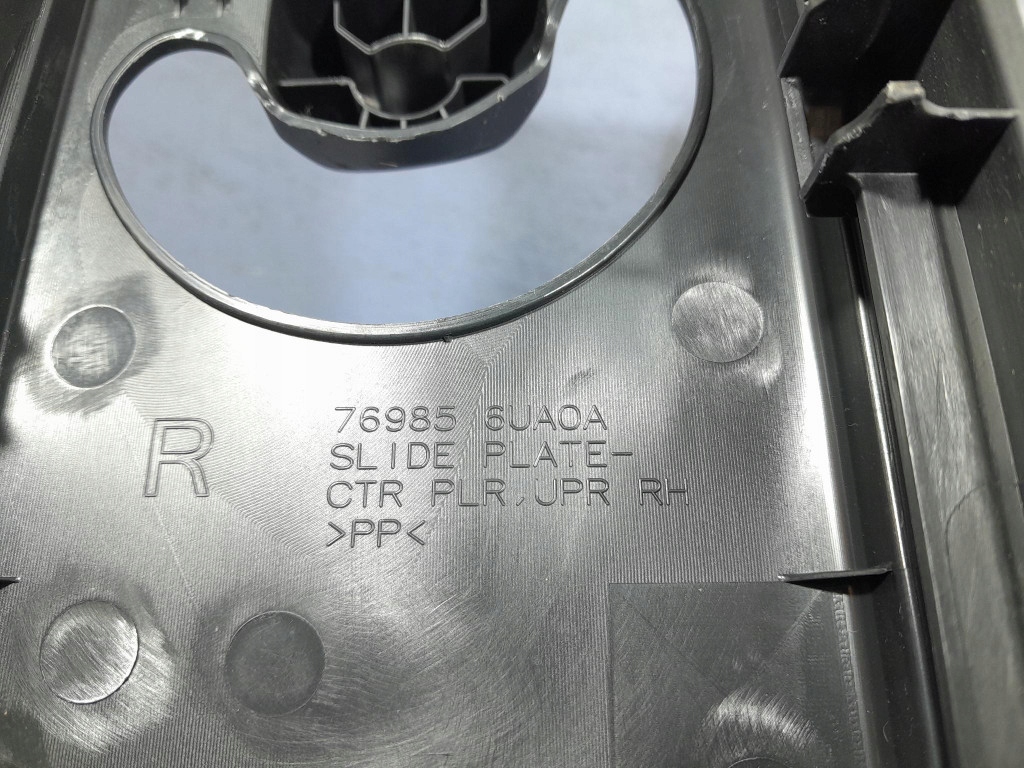 R
76985 6UA0A
SLIDE PLATE-
CTR PLR,UPR RH
>PP<